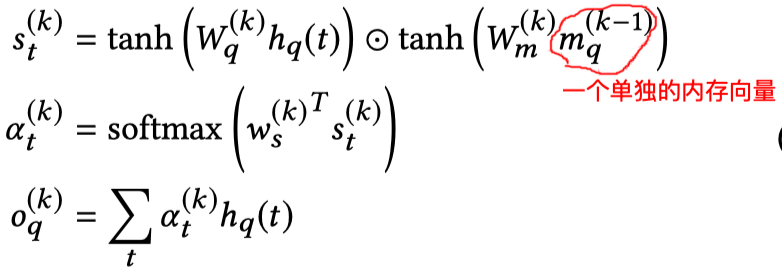 s_t^{(k)} = tanh ( W_q^{(k)} h_q(t) ) ⊙ tanh ( W_m^{(k)} m_q^{(k−1)} )
一个单独的内存向量
α_t^{(k)} = softmax ( w_s^{(k)^T} s_t^{(k)} )
o_q^{(k)} = ∑_t α_t^{(k)} h_q(t)